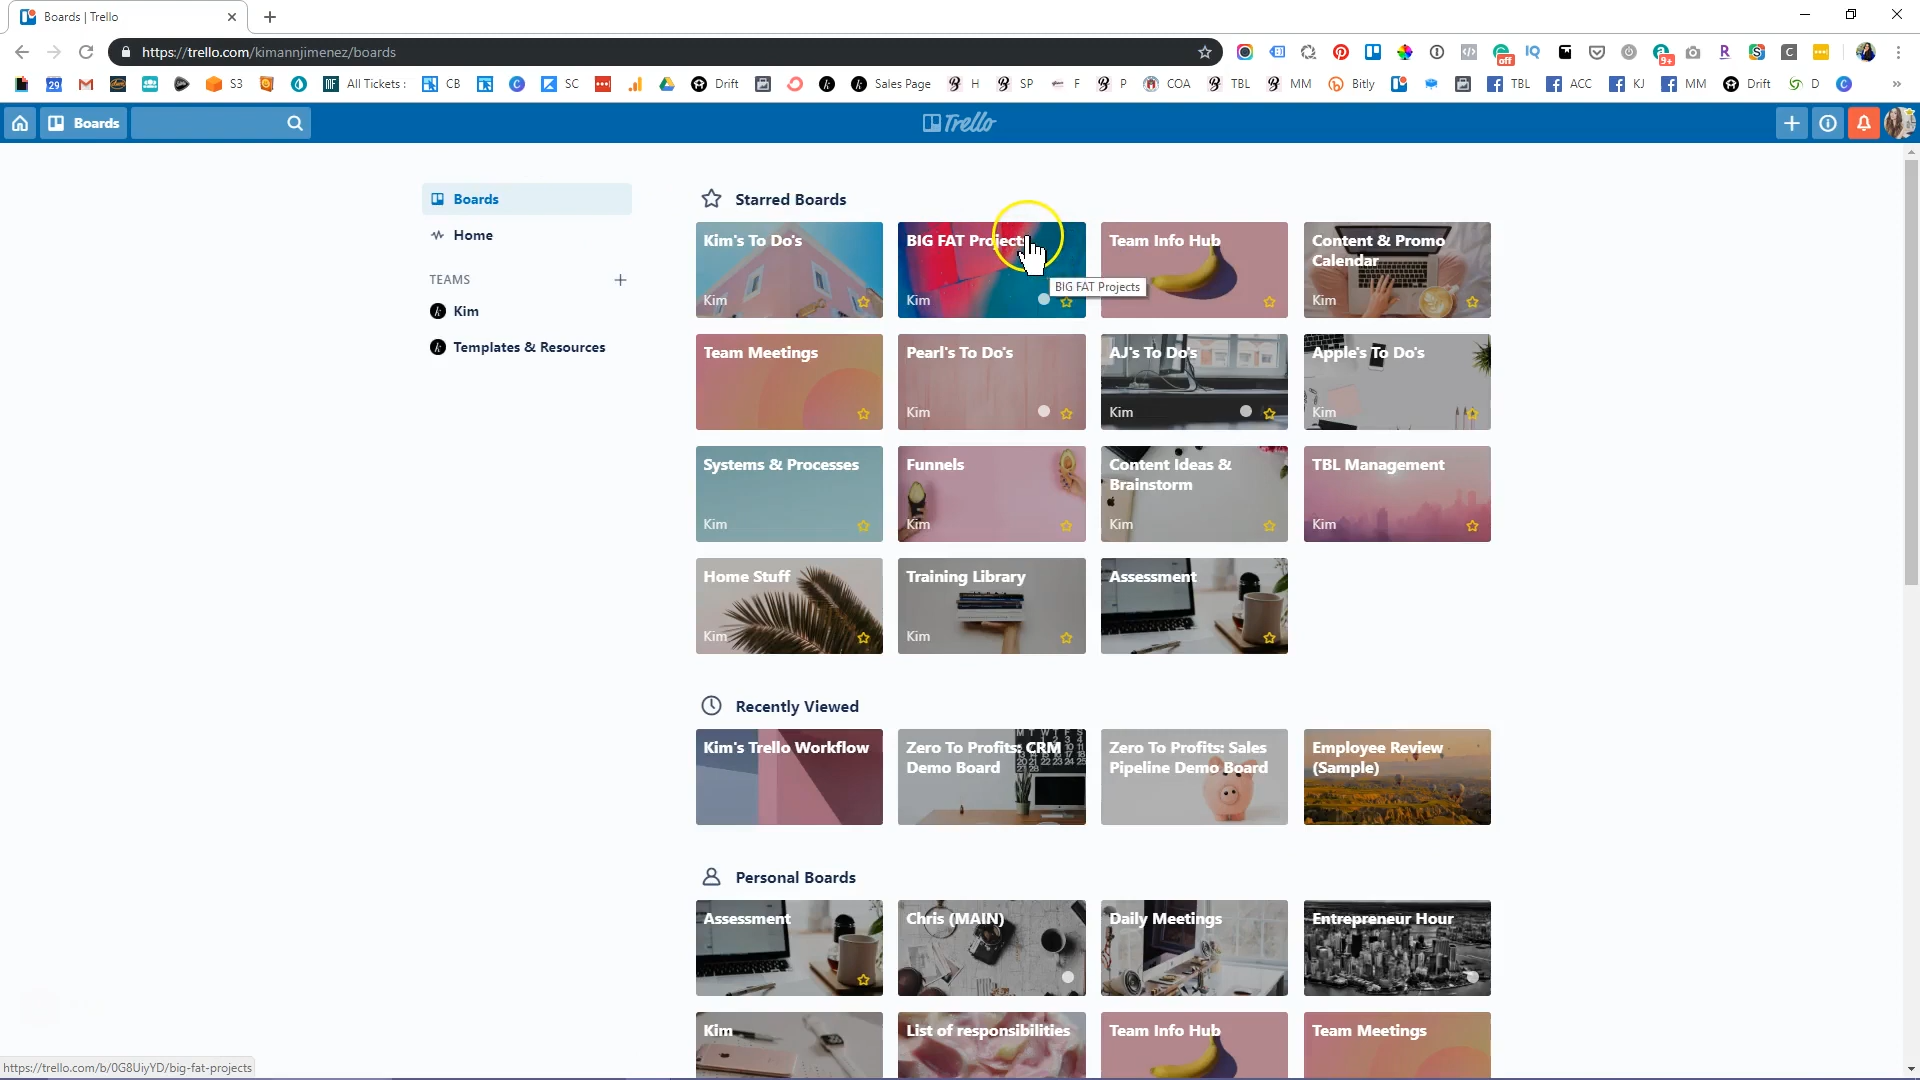 Boards | Trello
https://trello.com/kimannjimenez/boards
off
9+
29
S3
All Tickets :
CB
SC
Drift
Sales Page
H
SP
F
P
COA
TBL
MM
Bitly
TBL
ACC
KJ
MM
Drift
D
Boards
Trello
Boards
Home
TEAMS
Kim
Templates & Resources
Starred Boards
Kim's To Do's
Kim
BIG FAT Projects
Kim
BIG FAT Projects
Team Info Hub
Content & Promo
Calendar
Kim
Team Meetings
Pearl's To Do's
Kim
AJ's To Do's
Kim
Apple's To Do's
Kim
Systems & Processes
Kim
Funnels
Kim
Content Ideas &
Brainstorm
Kim
TBL Management
Kim
Home Stuff
Kim
Training Library
Kim
Assessment
Recently Viewed
Kim's Trello Workflow
Zero To Profits: CRM
Demo Board
Zero To Profits: Sales
Pipeline Demo Board
Employee Review
(Sample)
Personal Boards
Assessment
Chris (MAIN)
Daily Meetings
Entrepreneur Hour
Kim
List of responsibilities
Team Info Hub
Team Meetings
https://trello.com/b/0G8UiyYD/big-fat-projects